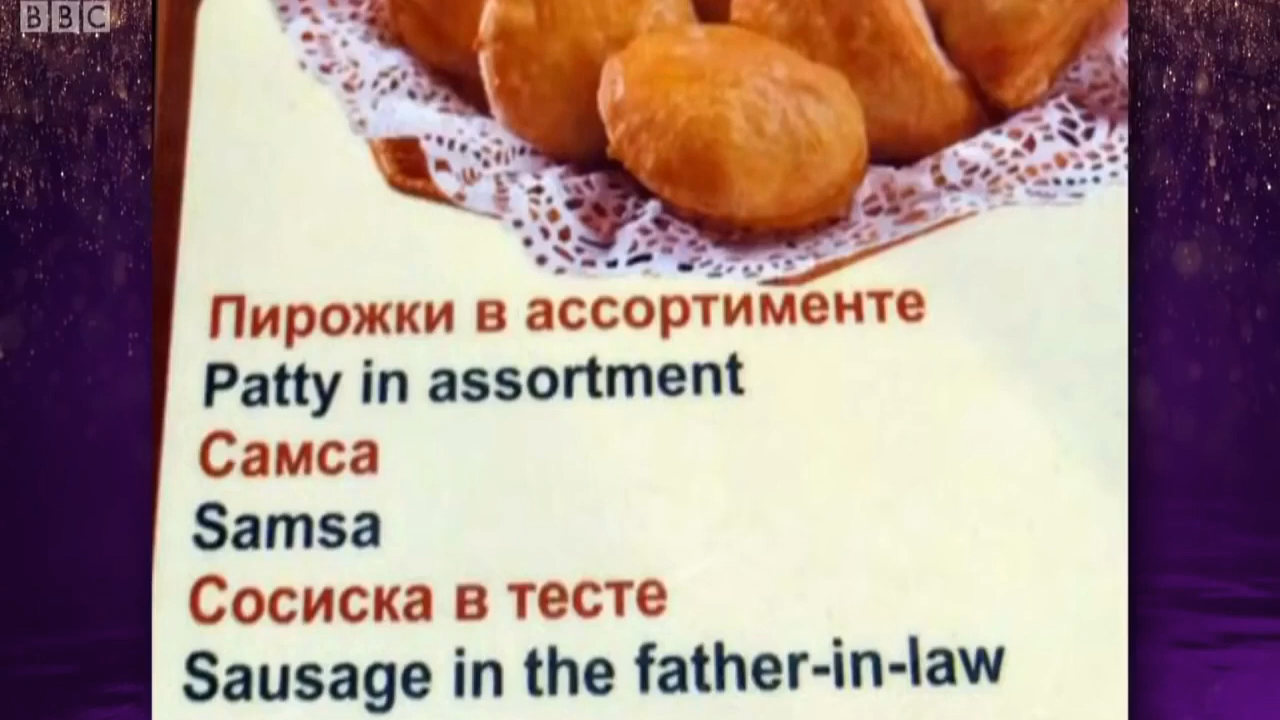 BBC
Пирожки в ассортименте
Patty in assortment
Самса
Samsa
Сосиска в тесте
Sausage in the father-in-law